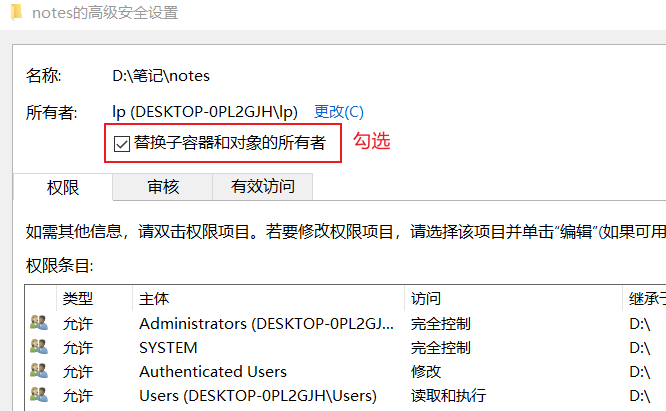 notes的高级安全设置
名称: D:\笔记\notes
所有者: lp (DESKTOP-0PL2GJH\lp) 更改(C)
替换子容器和对象的所有者 勾选
权限 审核 有效访问
如需其他信息，请双击权限项目。若要修改权限项目，请选择该项目并单击“编辑”(如果可用
权限条目:
类型 主体 访问 继承于
允许 Administrators (DESKTOP-0PL2GJ... 完全控制 D:\
允许 SYSTEM 完全控制 D:\
允许 Authenticated Users 修改 D:\
允许 Users (DESKTOP-0PL2GJH\Users) 读取和执行 D:\